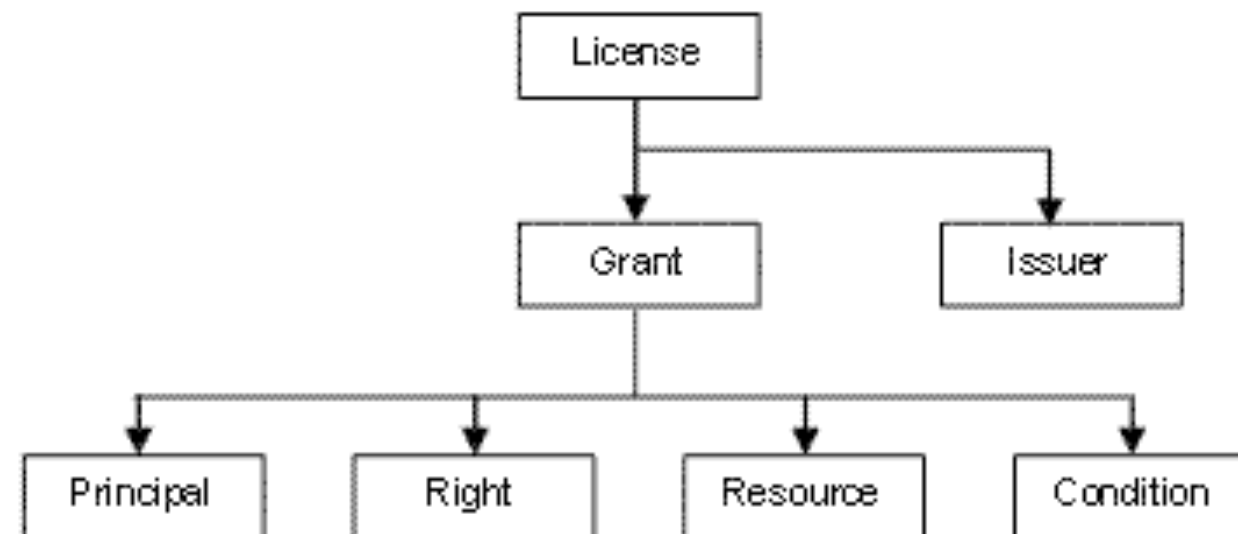 License
Grant
Issuer
Principal
Right
Resource
Condition